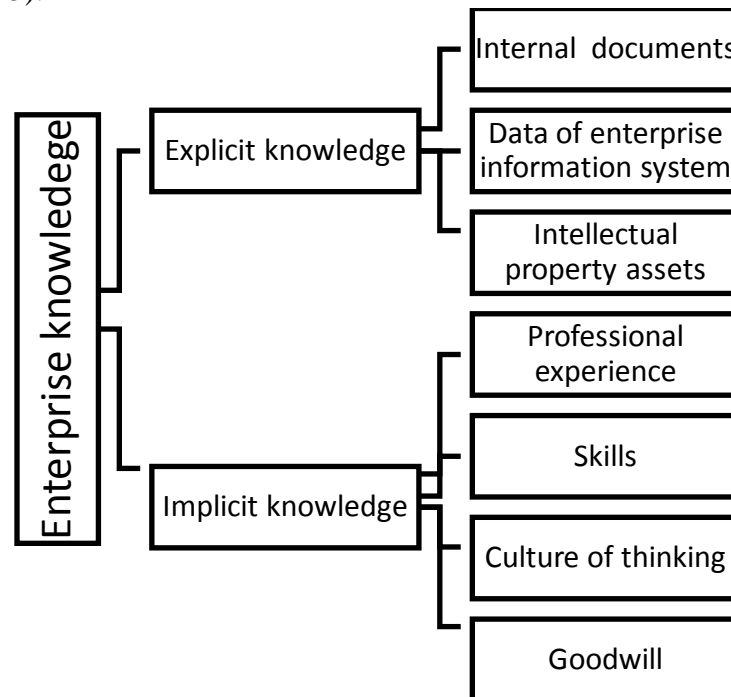 Enterprise knowledege
Explicit knowledge
Internal documents
Data of enterprise
information system
Intellectual
property assets
Implicit knowledge
Professional
experience
Skills
Culture of thinking
Goodwill